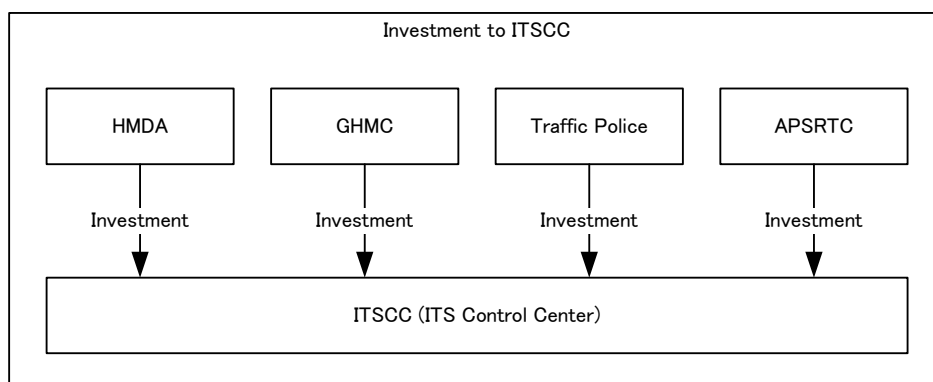 Investment to ITSCC
HMDA GHMC Traffic Police APSRTC
Investment Investment Investment Investment
ITSCC (ITS Control Center)